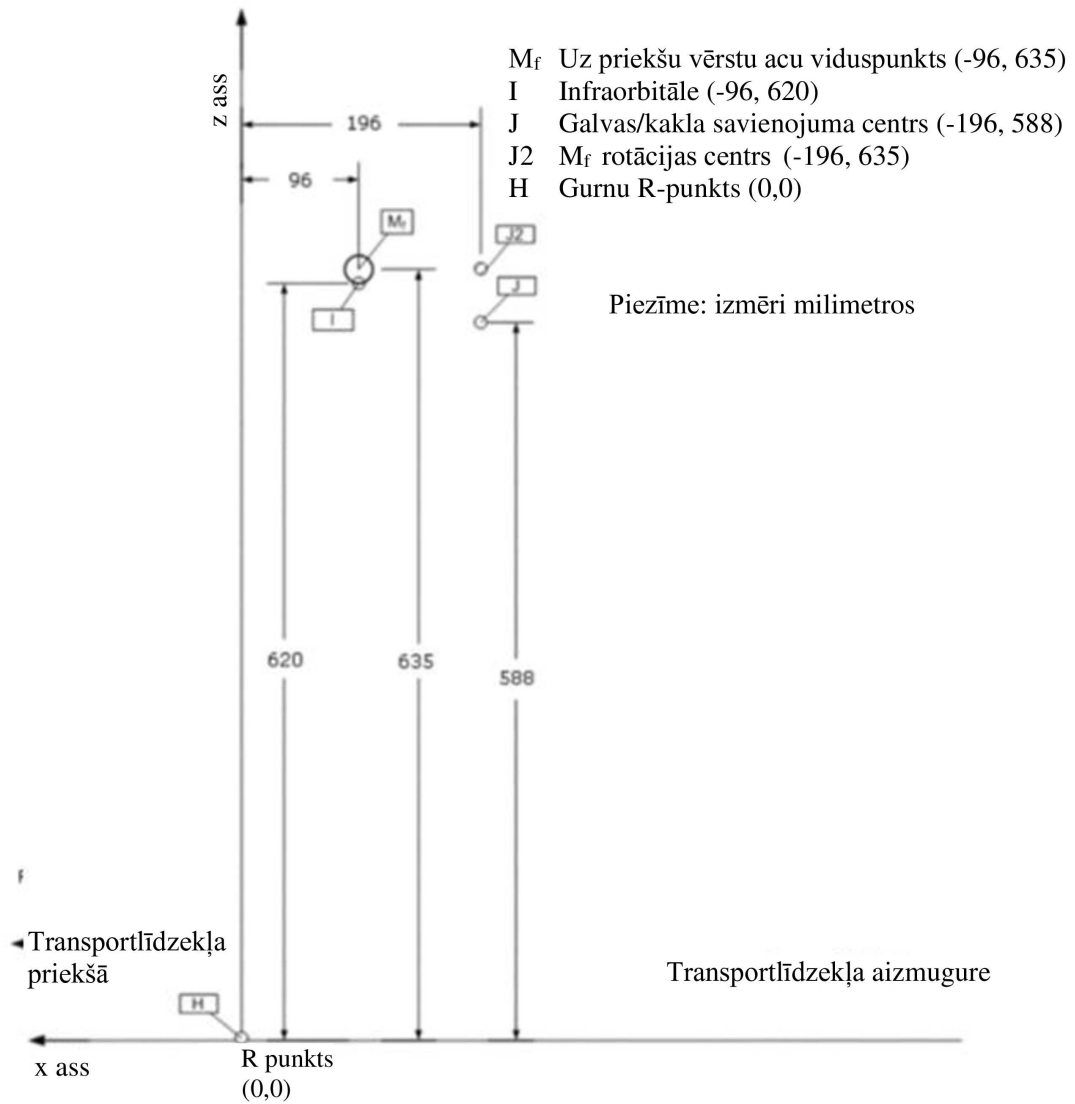 z ass
Mf Uz priekšu vērstu acu viduspunkts (-96, 635)
I Infraorbitāle (-96, 620)
J Galvas/kakla savienojuma centrs (-196, 588)
J2 Mf rotācijas centrs (-196, 635)
H Gurnu R-punkts (0,0)
196
96
Mf
J2
J
I
Piezīme: izmēri milimetros
620
635
588
Transportlīdzekļa
priekšā
Transportlīdzekļa aizmugure
H
x ass
R punkts
(0,0)